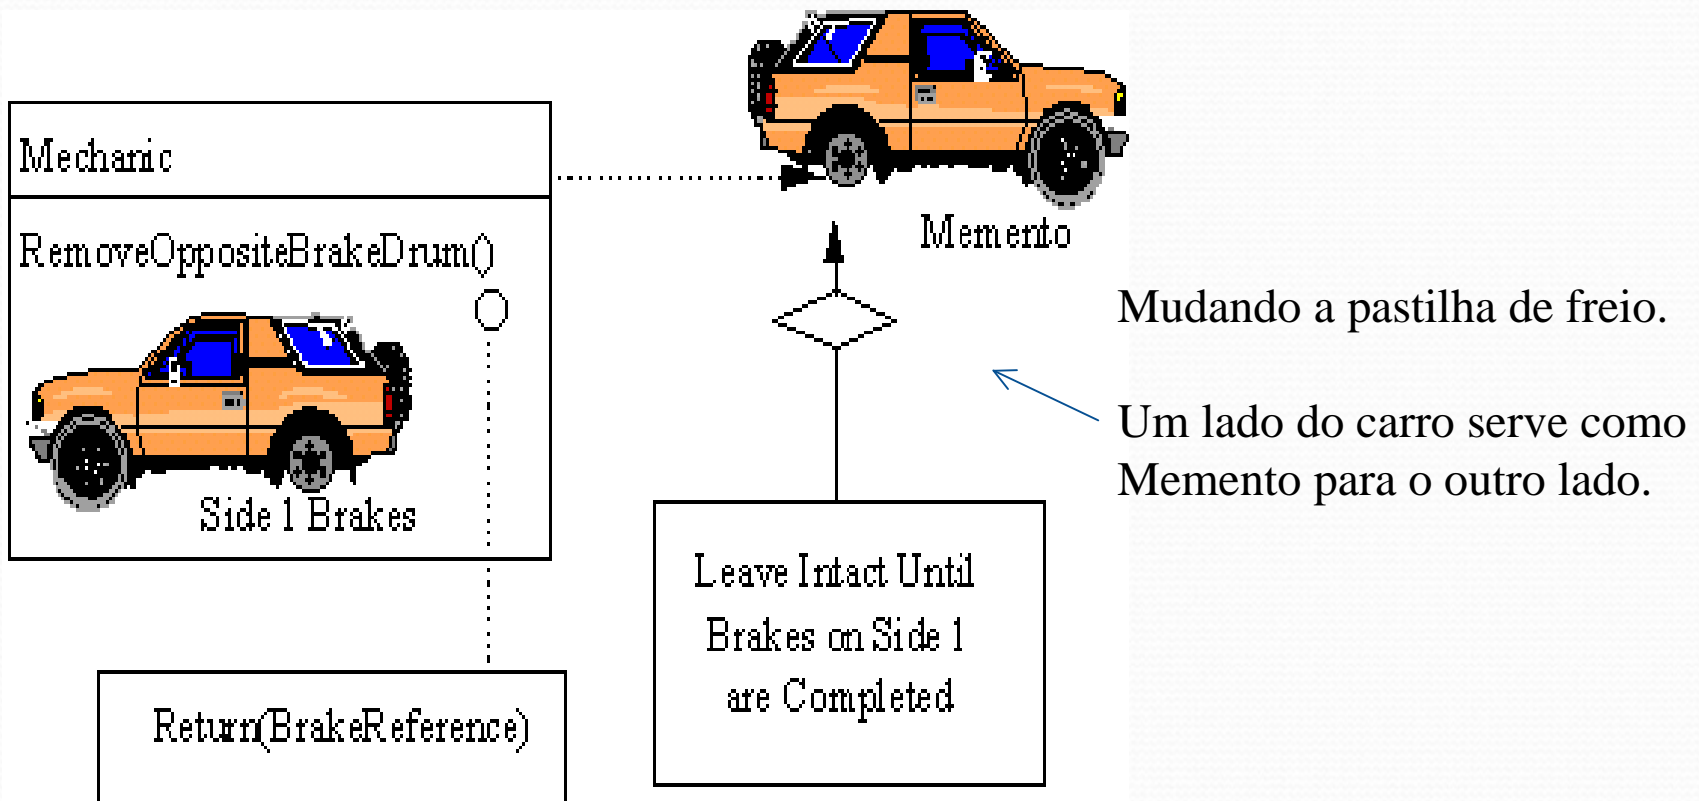 Mechanic
RemoveOppositeBrakeDrum()
Side 1 Brakes
Return(BrakeReference)
Memento
Leave Intact Until
Brakes on Side 1
are Completed
Mudando a pastilha de freio.
Um lado do carro serve como
Memento para o outro lado.